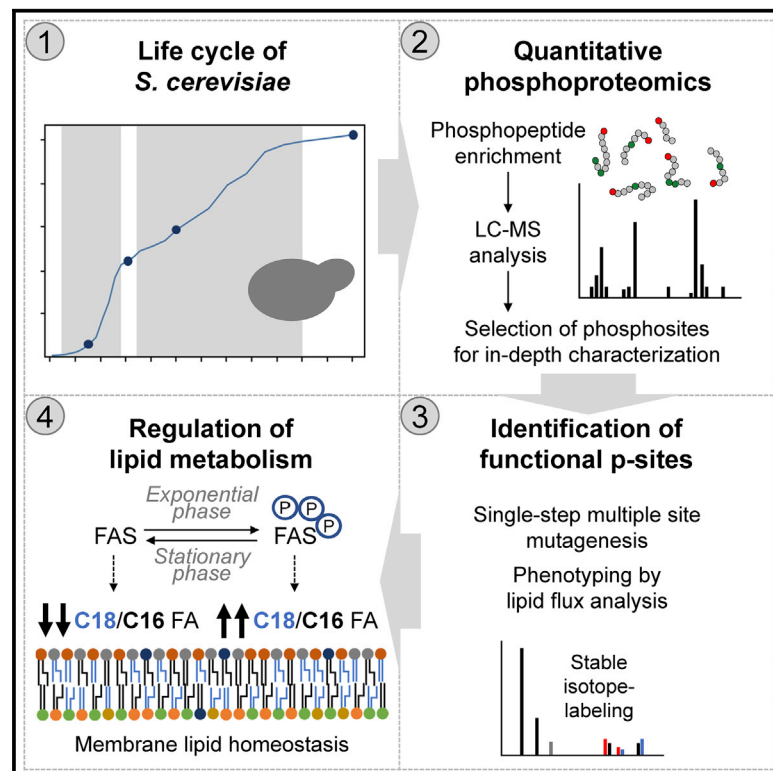 1
Life cycle of
S. cerevisiae
2
Quantitative
phosphoproteomics
Phosphopeptide
enrichment
LC-MS
analysis
Selection of phosphosites
for in-depth characterization
3
Identification of
functional p-sites
Single-step multiple site
mutagenesis
Phenotyping by
lipid flux analysis
Stable
isotope-
labeling
4
Regulation of
lipid metabolism
Exponential
phase
P P P
FAS FAS
Stationary
phase
C18/C16 FA C18/C16 FA
Membrane lipid homeostasis